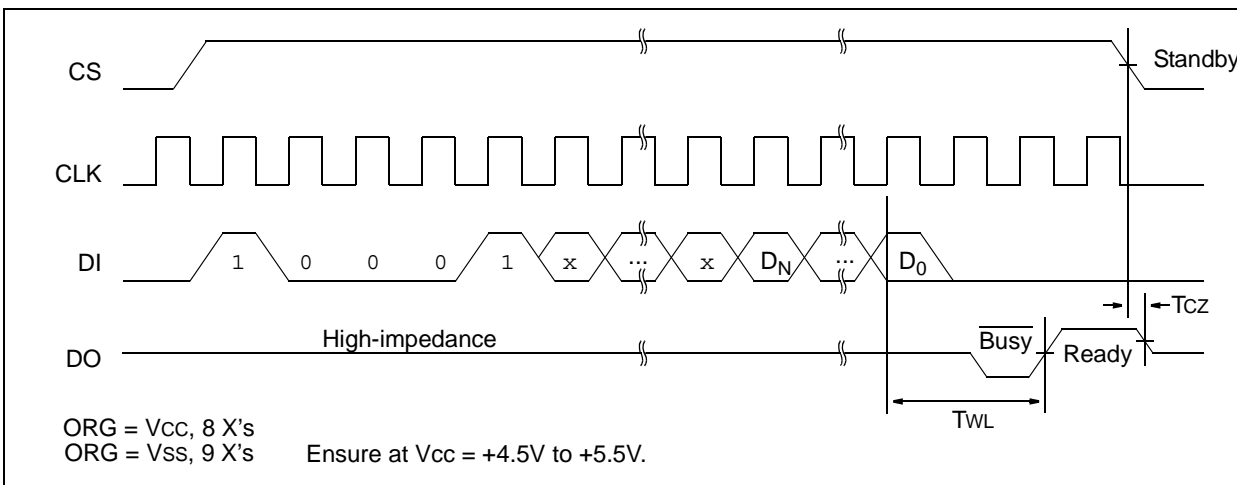 CS
Standby
CLK
DI
1 0 0 0 1 x ... x DN ... D0
TCZ
High-impedance
DO
Busy
Ready
TWL
ORG = VCC, 8 X's
ORG = VSS, 9 X's
Ensure at Vcc = +4.5V to +5.5V.